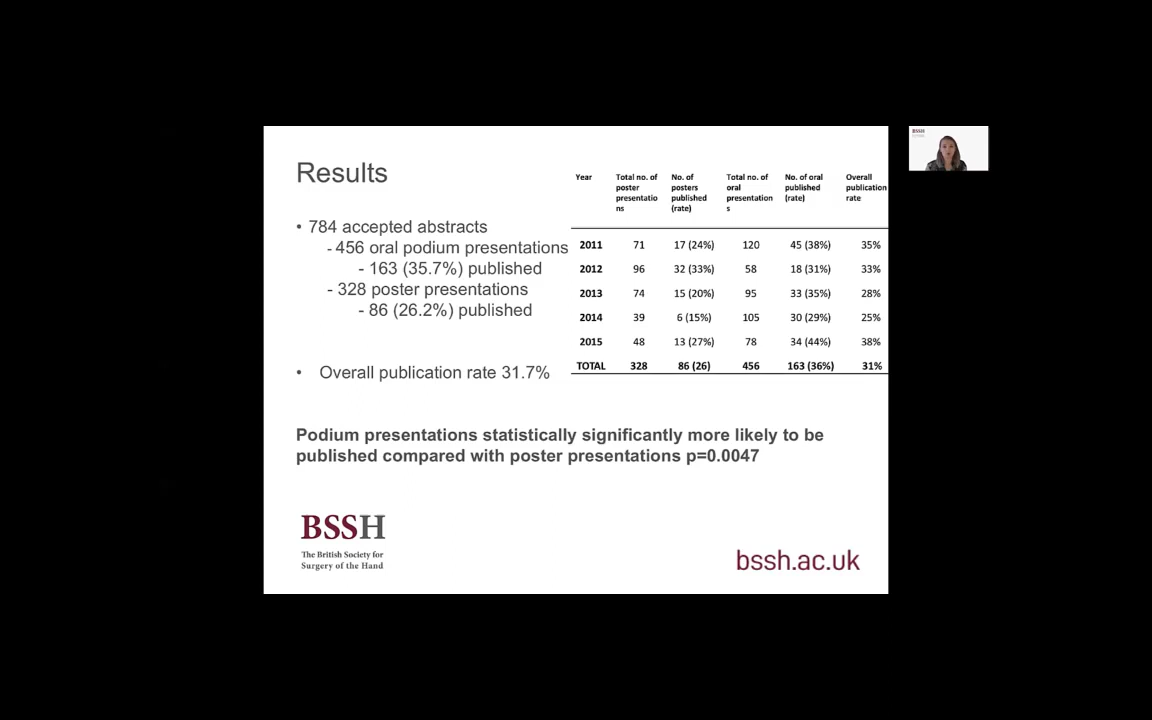 Results
• 784 accepted abstracts
- 456 oral podium presentations
- 163 (35.7%) published
- 328 poster presentations
- 86 (26.2%) published
• Overall publication rate 31.7%
Year Total no. of poster presentatio ns No. of posters published (rate) Total no. of oral presentation s No. of oral published (rate) Overall publication rate
2011 71 17 (24%) 120 45 (38%) 35%
2012 96 32 (33%) 58 18 (31%) 33%
2013 74 15 (20%) 95 33 (35%) 28%
2014 39 6 (15%) 105 30 (29%) 25%
2015 48 13 (27%) 78 34 (44%) 38%
TOTAL 328 86 (26) 456 163 (36%) 31%
Podium presentations statistically significantly more likely to be
published compared with poster presentations p=0.0047
BSSH
The British Society for
Surgery of the Hand
bssh.ac.uk
BSSH